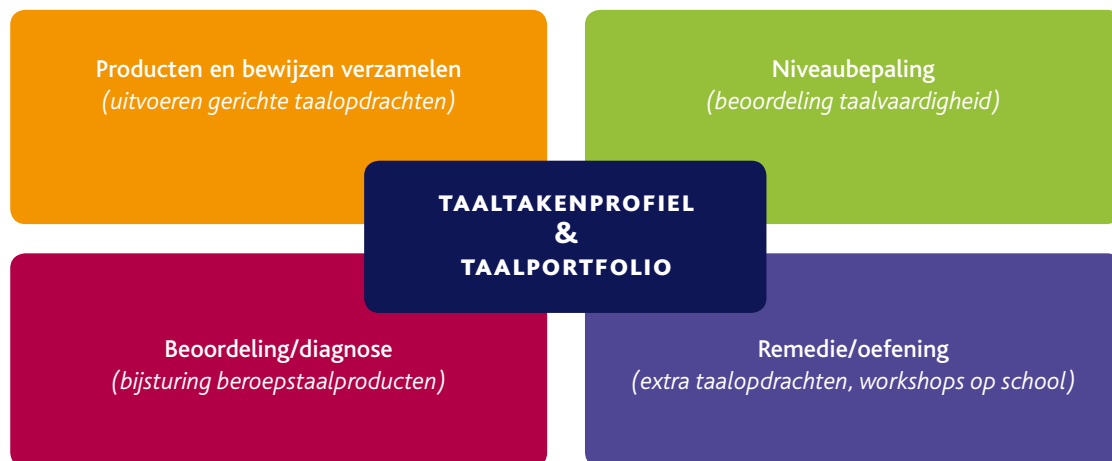 Producten en bewijzen verzamelen
(uitvoeren gerichte taalopdrachten)
Niveaubepaling
(beoordeling taalvaardigheid)
TAALTAKENPROFIEL
&
TAALPORTFOLIO
Beoordeling/diagnose
(bijsturing beroepstaalproducten)
Remedie/oefening
(extra taalopdrachten, workshops op school)